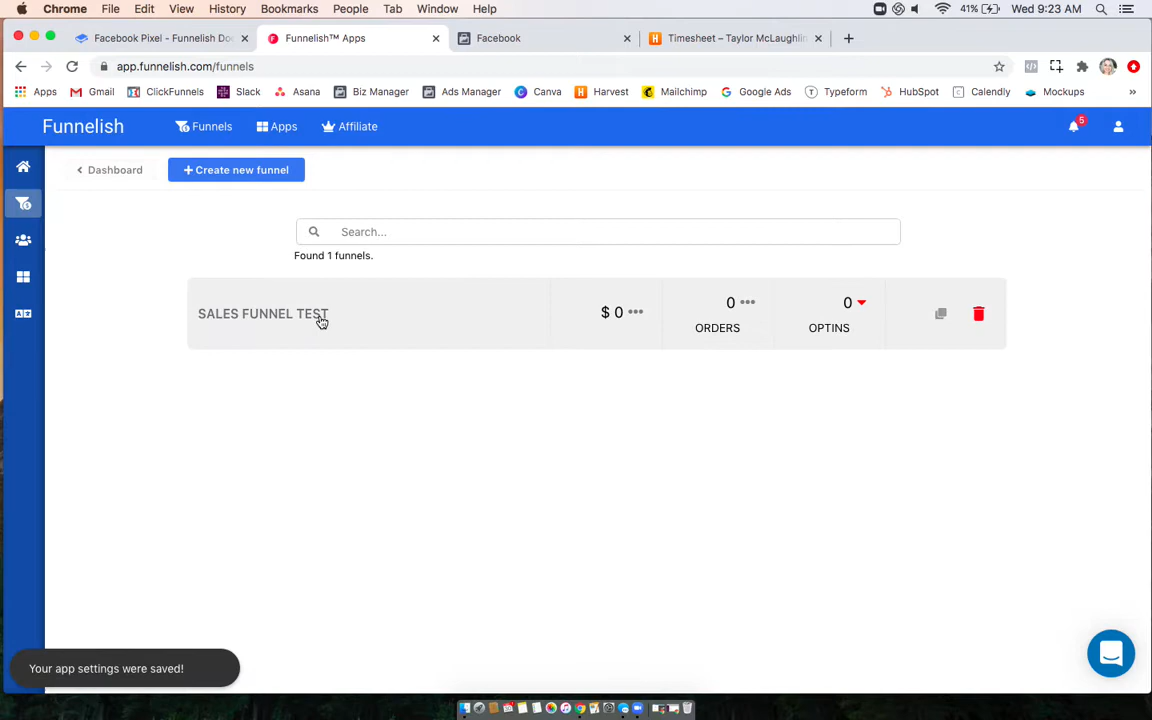 Chrome File Edit View History Bookmarks People Tab Window Help 41% Wed 9:23 AM
Facebook Pixel - Funnelish Do Funnelish™ Apps Facebook Timesheet – Taylor McLaughlin
app.funnelish.com/funnels
Apps Gmail ClickFunnels Slack Asana Biz Manager Ads Manager Canva Harvest Mailchimp Google Ads Typeform HubSpot Calendly Mockups »
Funnelish Funnels Apps Affiliate 5
Dashboard + Create new funnel
Search...
Found 1 funnels.
SALES FUNNEL TEST $ 0 0 ORDERS 0 OPTINS
Your app settings were saved!